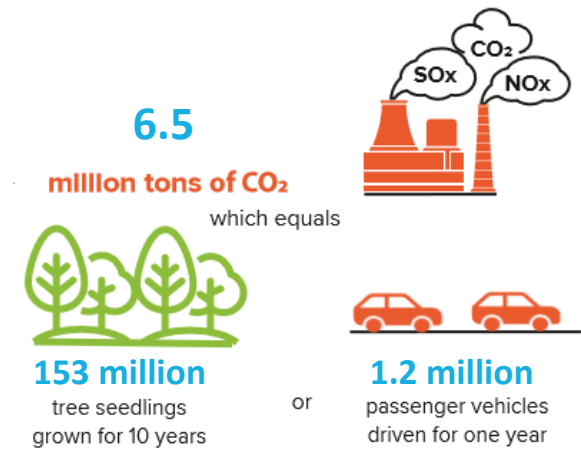 CO₂
SOx
NOx
6.5
million tons of CO₂
which equals
153 million
tree seedlings
grown for 10 years
or
1.2 million
passenger vehicles
driven for one year